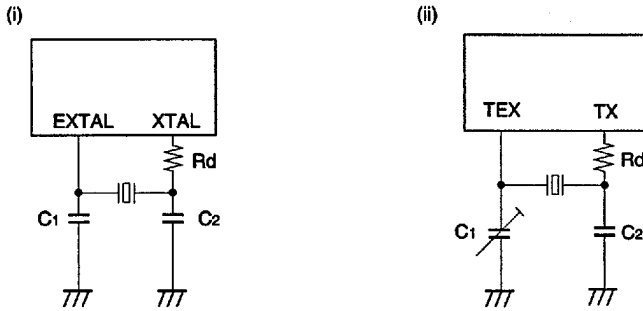 (i)
(ii)
EXTAL XTAL
TEX TX
Rd
Rd
C1 C2
C1 C2